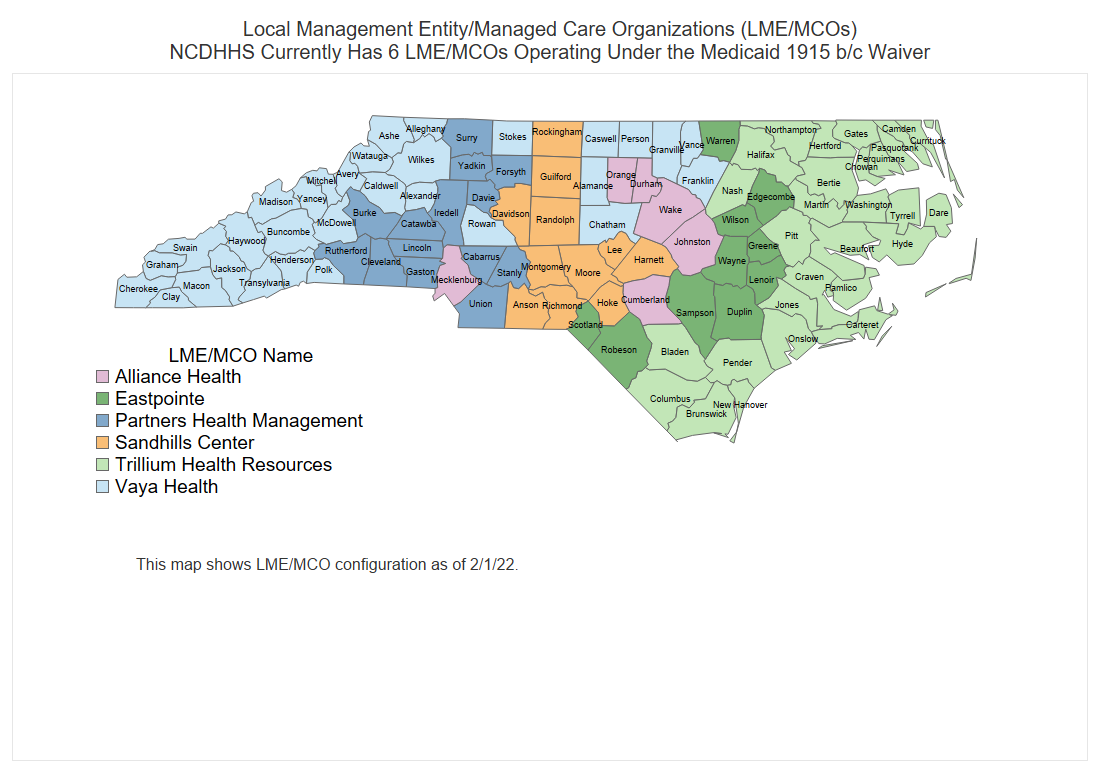 Local Management Entity/Managed Care Organizations (LME/MCOs)
NCDHHS Currently Has 6 LME/MCOs Operating Under the Medicaid 1915 b/c Waiver
Ashe
Alleghany
Surry
Stokes
Rockingham
Caswell
Person
Granville
Vance
Warren
Northampton
Hertford
Gates
Camden
Currituck
Pasquotank
Perquimans
Chowan
Watauga
Wilkes
Yadkin
Forsyth
Guilford
Alamance
Orange
Durham
Franklin
Halifax
Nash
Edgecombe
Bertie
Martin
Washington
Tyrrell
Dare
Mitchell
Avery
Caldwell
Alexander
Iredell
Davie
Davidson
Randolph
Chatham
Wake
Wilson
Madison
Yancey
McDowell
Burke
Catawba
Rowan
Johnston
Greene
Pitt
Beaufort
Hyde
Swain
Haywood
Buncombe
Rutherford
Cleveland
Lincoln
Cabarrus
Stanly
Montgomery
Moore
Lee
Harnett
Wayne
Lenoir
Craven
Pamlico
Graham
Jackson
Henderson
Polk
Gaston
Mecklenburg
Cherokee
Clay
Macon
Transylvania
Union
Anson
Richmond
Hoke
Cumberland
Sampson
Duplin
Jones
Carteret
Onslow
Scotland
Robeson
Bladen
Pender
Columbus
Brunswick
New Hanover
LME/MCO Name
Alliance Health
Eastpointe
Partners Health Management
Sandhills Center
Trillium Health Resources
Vaya Health
This map shows LME/MCO configuration as of 2/1/22.